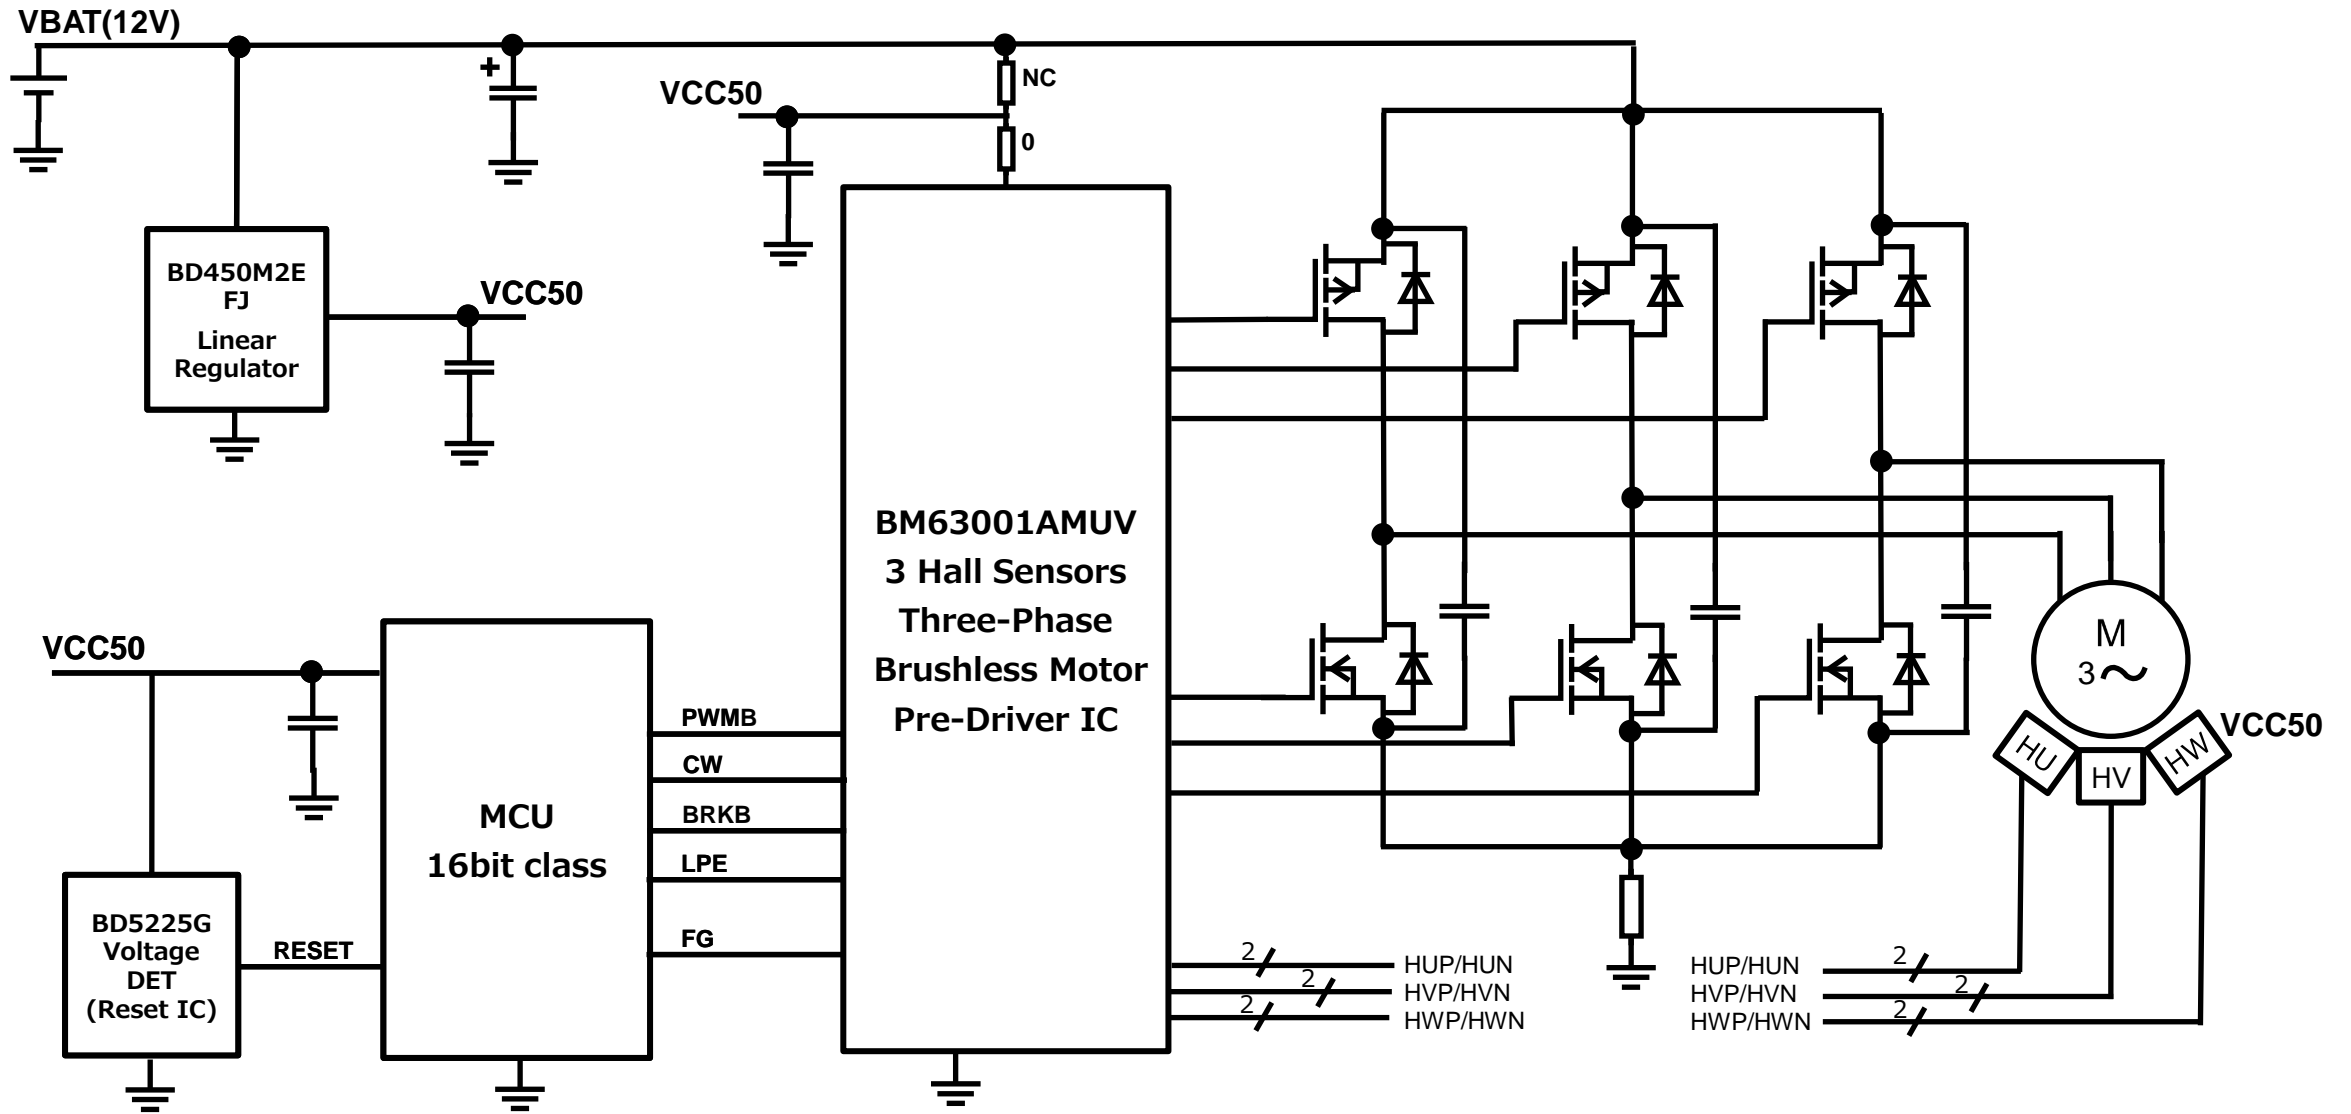 VBAT(12V)
NC
VCC50
0
BD450M2E
FJ
Linear
Regulator
VCC50
BM63001AMUV
3 Hall Sensors
Three-Phase
Brushless Motor
Pre-Driver IC
VCC50
M
3
PWMB
VCC50
CW
HU
HV
HW
BRKB
MCU
16bit class
LPE
BD5225G
Voltage
DET
(Reset IC)
RESET
FG
2
HUP/HUN
2
HVP/HVN
2
HWP/HWN
HUP/HUN
2
HVP/HVN
2
HWP/HWN
2